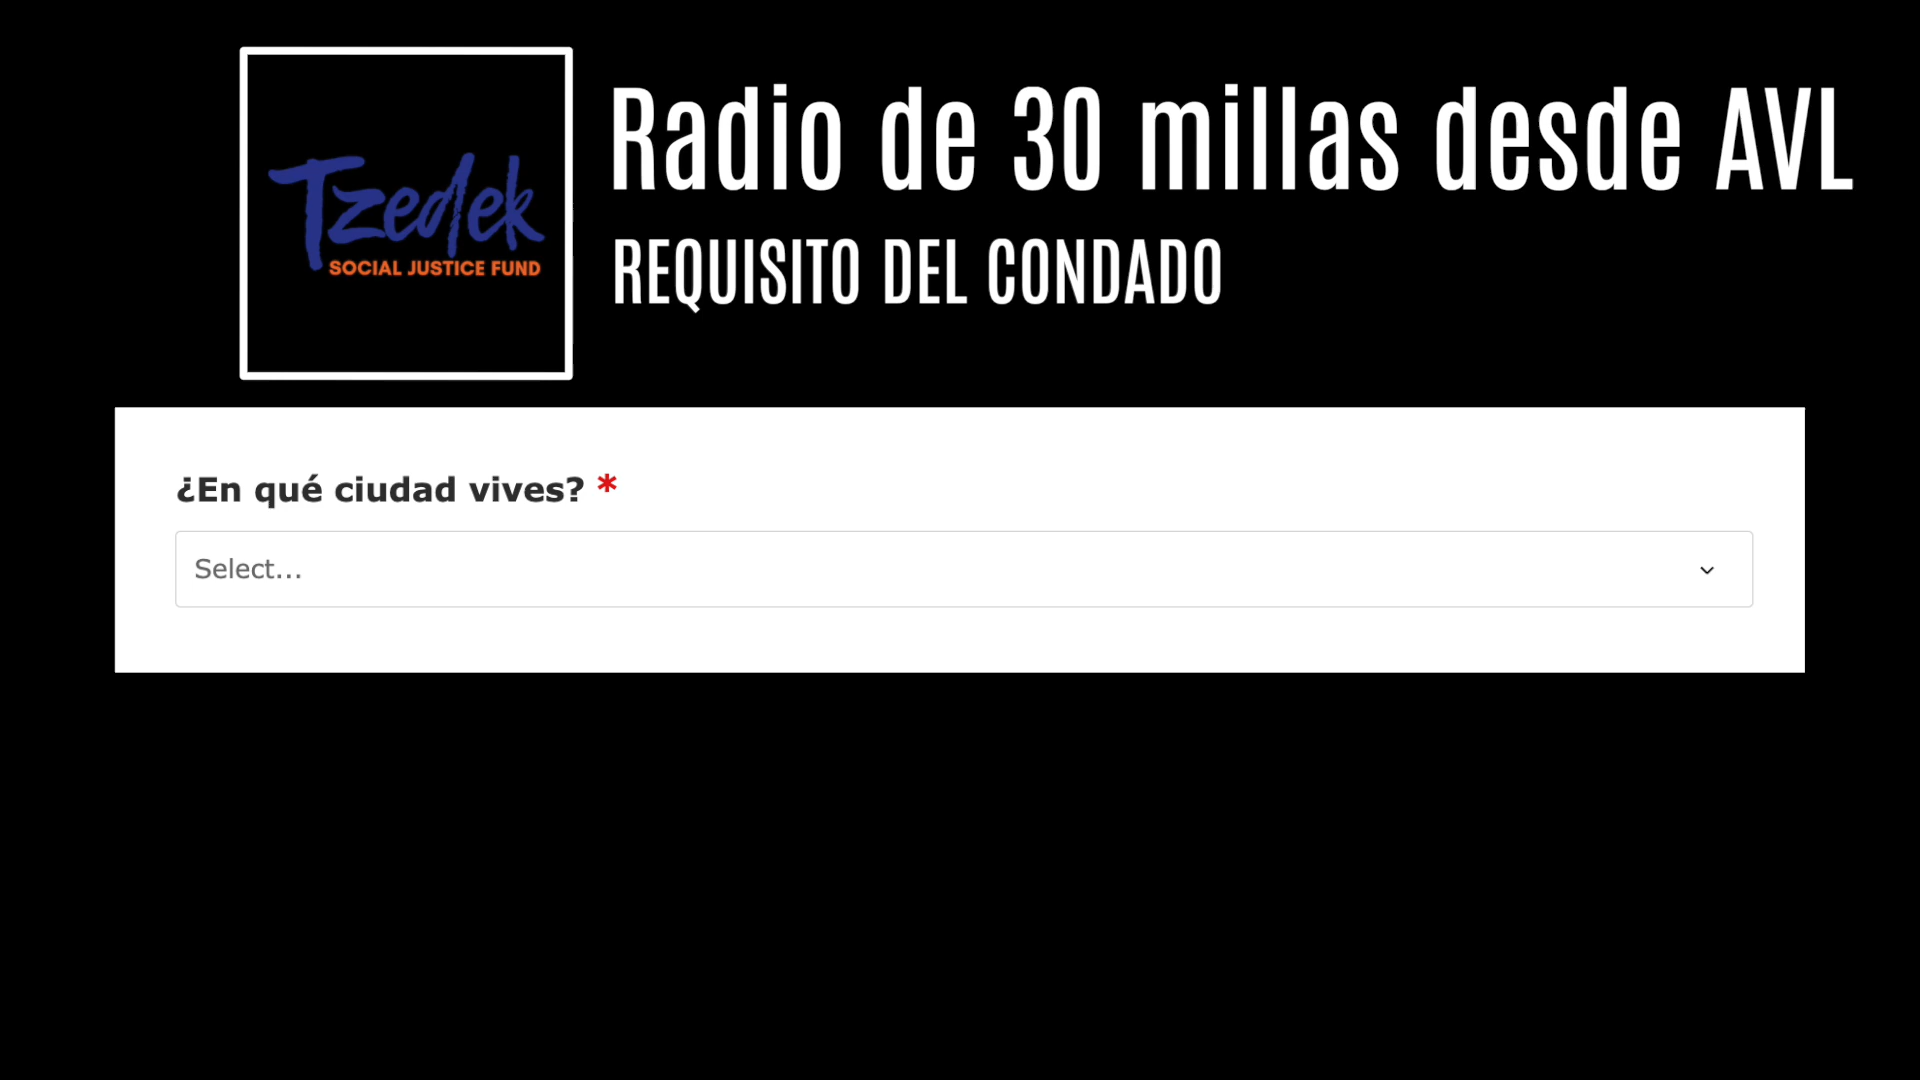 Tzedek
SOCIAL JUSTICE FUND
Radio de 30 millas desde AVL
REQUISITO DEL CONDADO
¿En qué ciudad vives? *
Select...